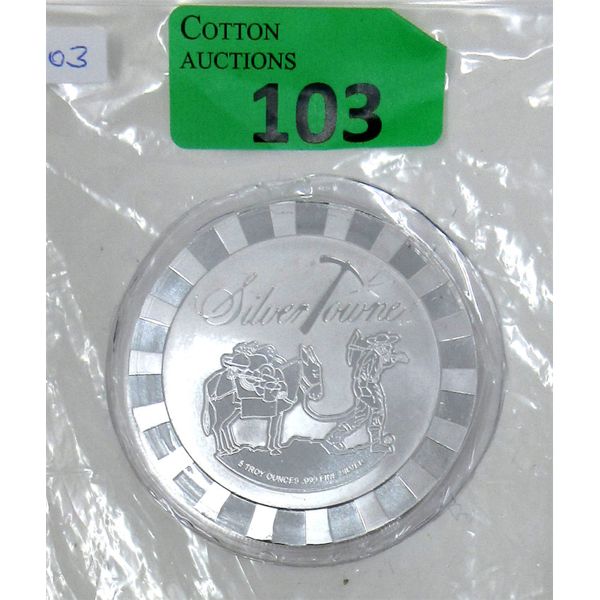 COTTON
AUCTIONS
103
03
SilverTowne
5 TROY OUNCES .999 FINE SILVER